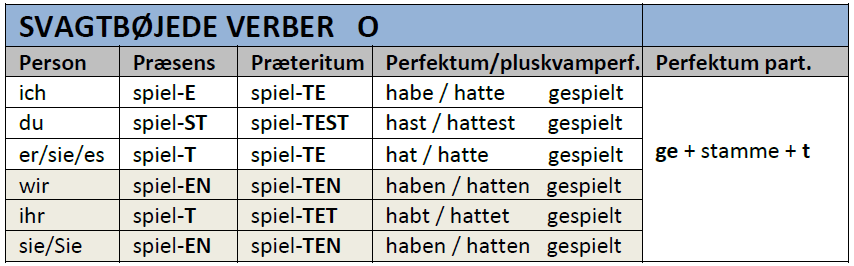 SVAGTBØJEDE VERBER O
Person Præsens Præteritum Perfektum/pluskvamperf. Perfektum part.
ich spiel-E spiel-TE habe / hatte gespielt
du spiel-ST spiel-TEST hast / hattest gespielt
er/sie/es spiel-T spiel-TE hat / hatte gespielt
ge + stamme + t
wir spiel-EN spiel-TEN haben / hatten gespielt
ihr spiel-T spiel-TET habt / hattet gespielt
sie/Sie spiel-EN spiel-TEN haben / hatten gespielt